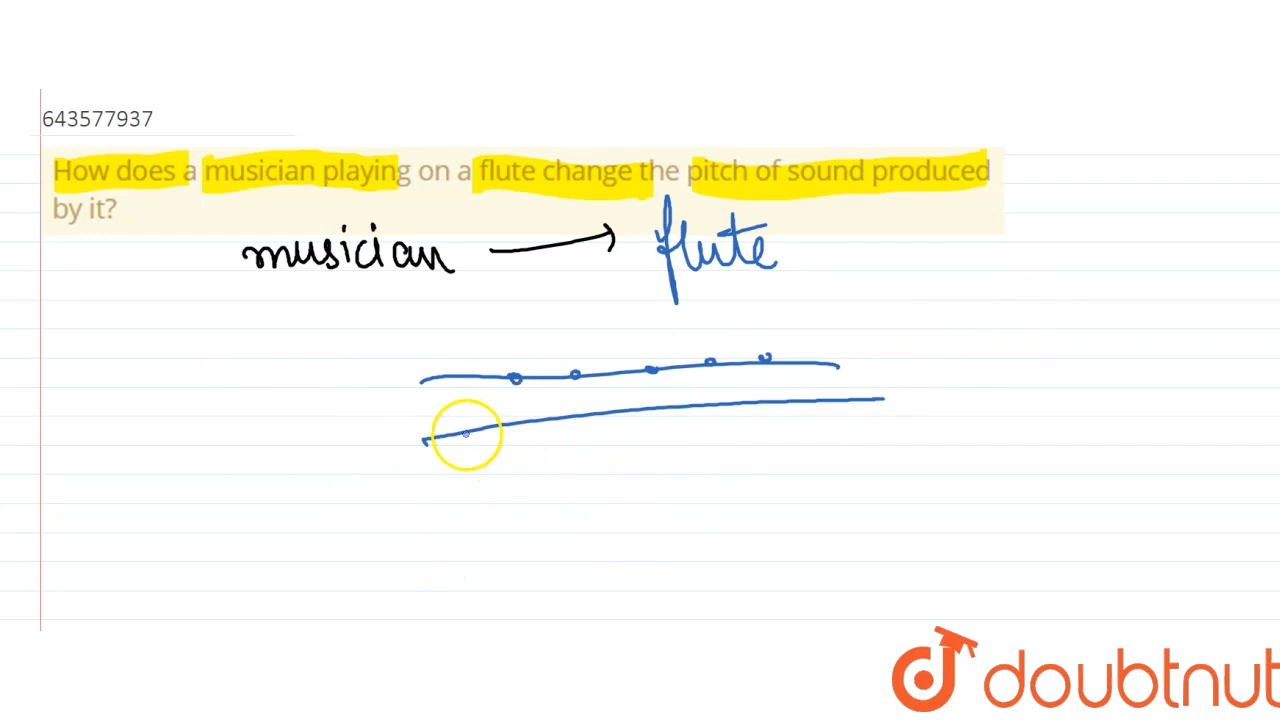 643577937
How does a musician playing on a flute change the pitch of sound produced
by it?
musician → flute
doubtnut